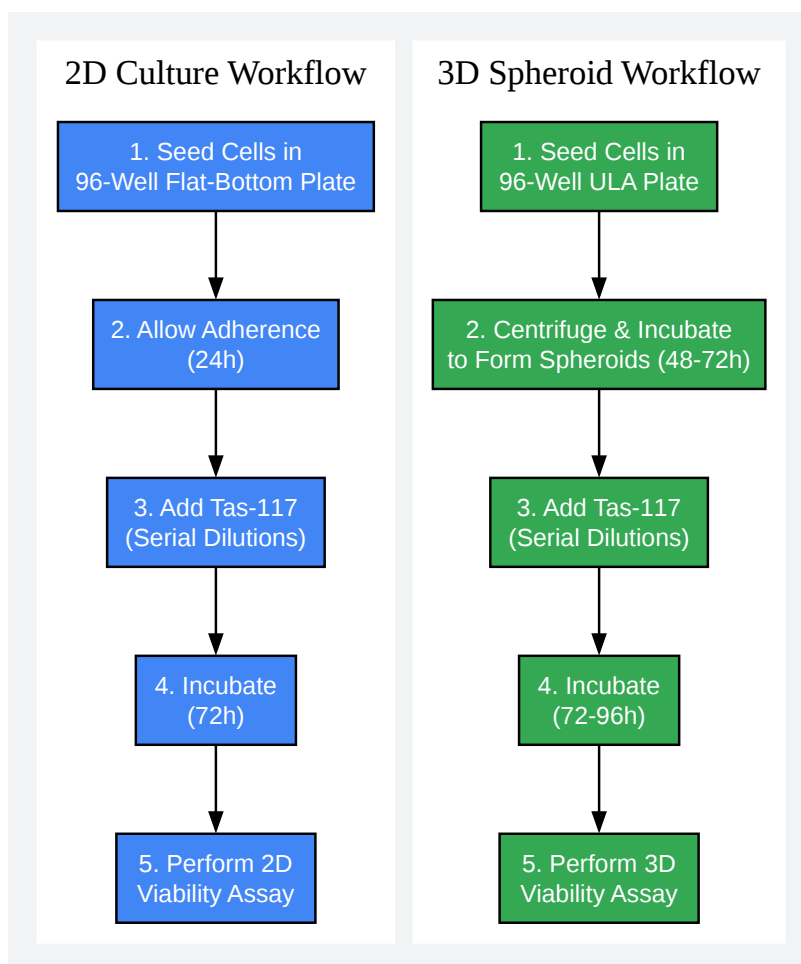 2D Culture Workflow
1. Seed Cells in
96-Well Flat-Bottom Plate
2. Allow Adherence
(24h)
3. Add Tas-117
(Serial Dilutions)
4. Incubate
(72h)
5. Perform 2D
Viability Assay
3D Spheroid Workflow
1. Seed Cells in
96-Well ULA Plate
2. Centrifuge & Incubate
to Form Spheroids (48-72h)
3. Add Tas-117
(Serial Dilutions)
4. Incubate
(72-96h)
5. Perform 3D
Viability Assay